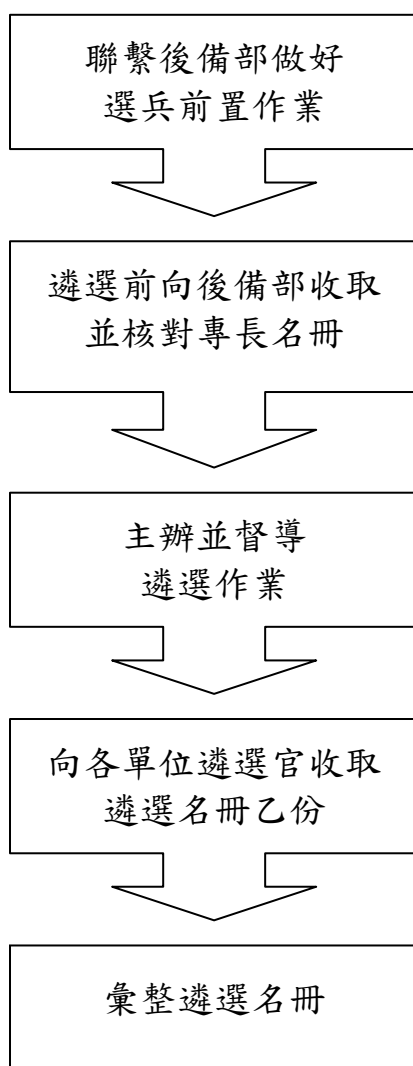 聯繫後備部做好
選兵前置作業
遴選前向後備部收取
並核對專長名冊
主辦並督導
遴選作業
向各單位遴選官收取
遴選名冊乙份
彙整遴選名冊